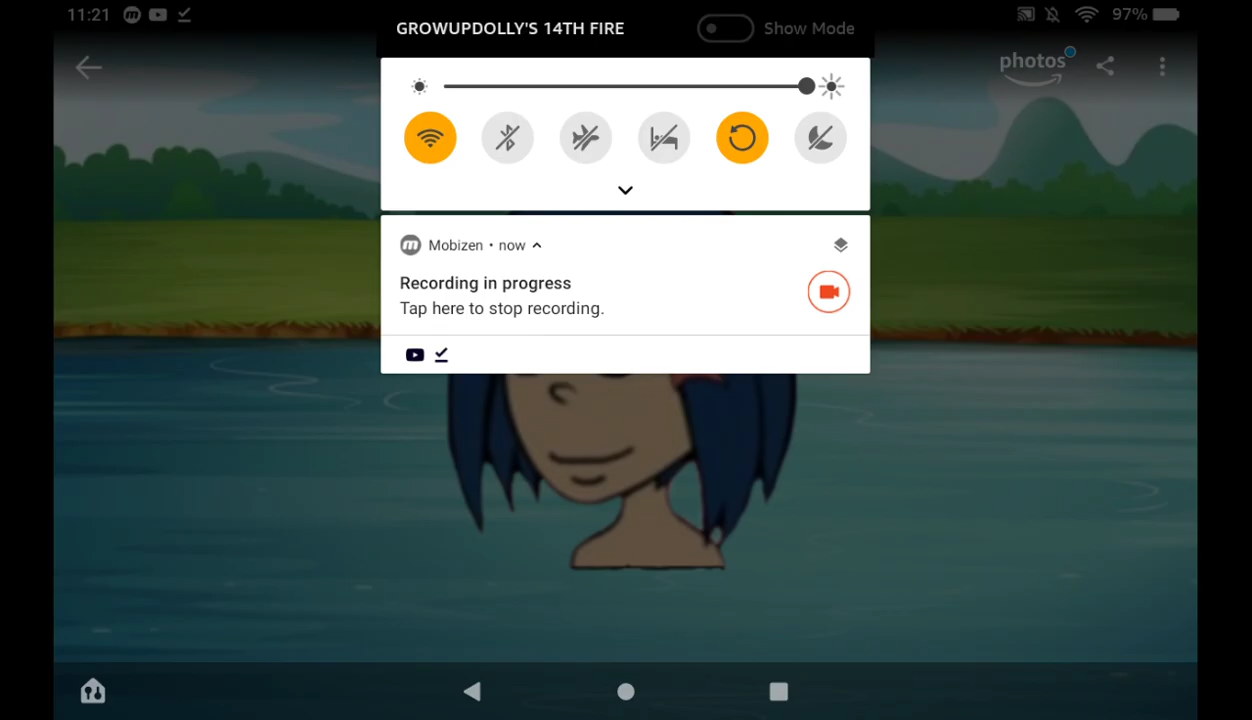 11:21
97%
GROWUPDOLLY'S 14TH FIRE
Show Mode
photos
m Mobizen • now
Recording in progress
Tap here to stop recording.